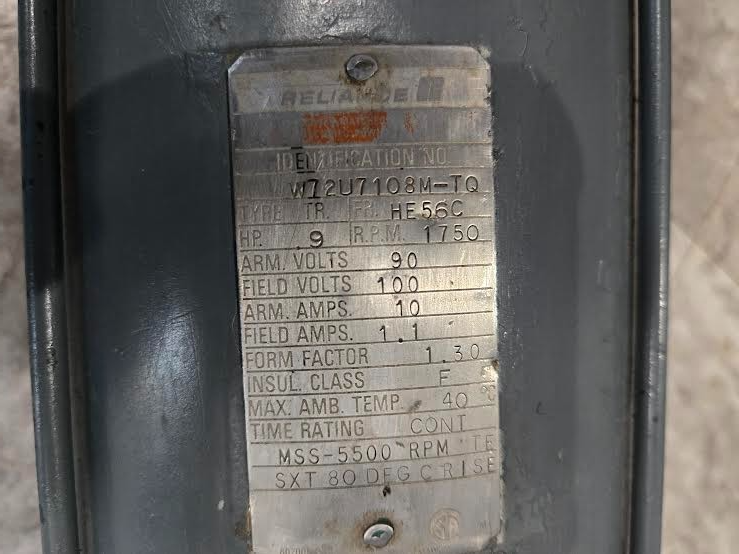 RELIANCE
IDENTIFICATION NO.
W72U7108M-TQ
TYPE TR. FR. HE56C
HP. .9 R.P.M. 1750
ARM. VOLTS 90
FIELD VOLTS 100
ARM. AMPS. 10
FIELD AMPS. 1.1
FORM FACTOR 1.30
INSUL. CLASS F
MAX. AMB. TEMP. 40 °C
TIME RATING CONT
MSS-5500 RPM TE
SXT 80 DEG C RISE